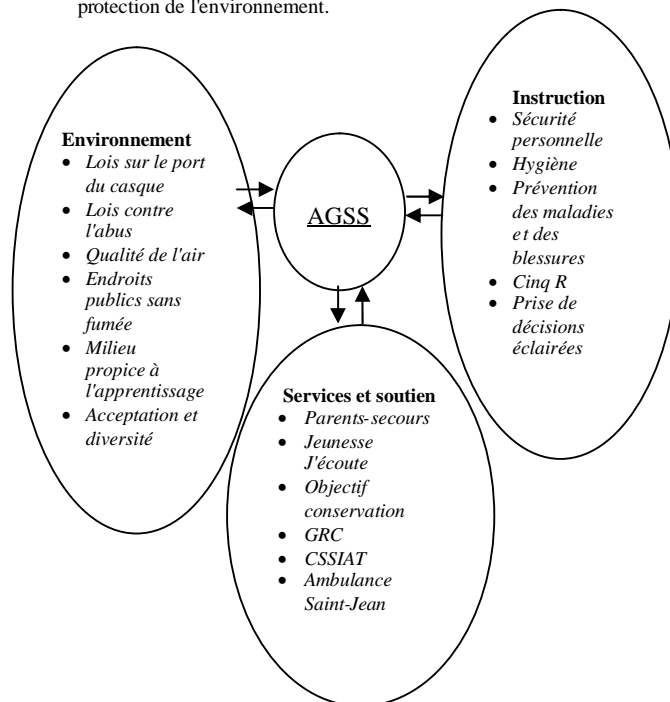 protection de l'environnement.
Environnement
• Lois sur le port
du casque
• Lois contre
l'abus
• Qualité de l'air
• Endroits
publics sans
fumée
• Milieu
propice à
l'apprentissage
• Acceptation et
diversité
AGSS
Instruction
• Sécurité
personnelle
• Hygiène
• Prévention
des maladies
et des
blessures
• Cinq R
• Prise de
décisions
éclairées
Services et soutien
• Parents-secours
• Jeunesse
J'écoute
• Objectif
conservation
• GRC
• CSSIAT
• Ambulance
Saint-Jean